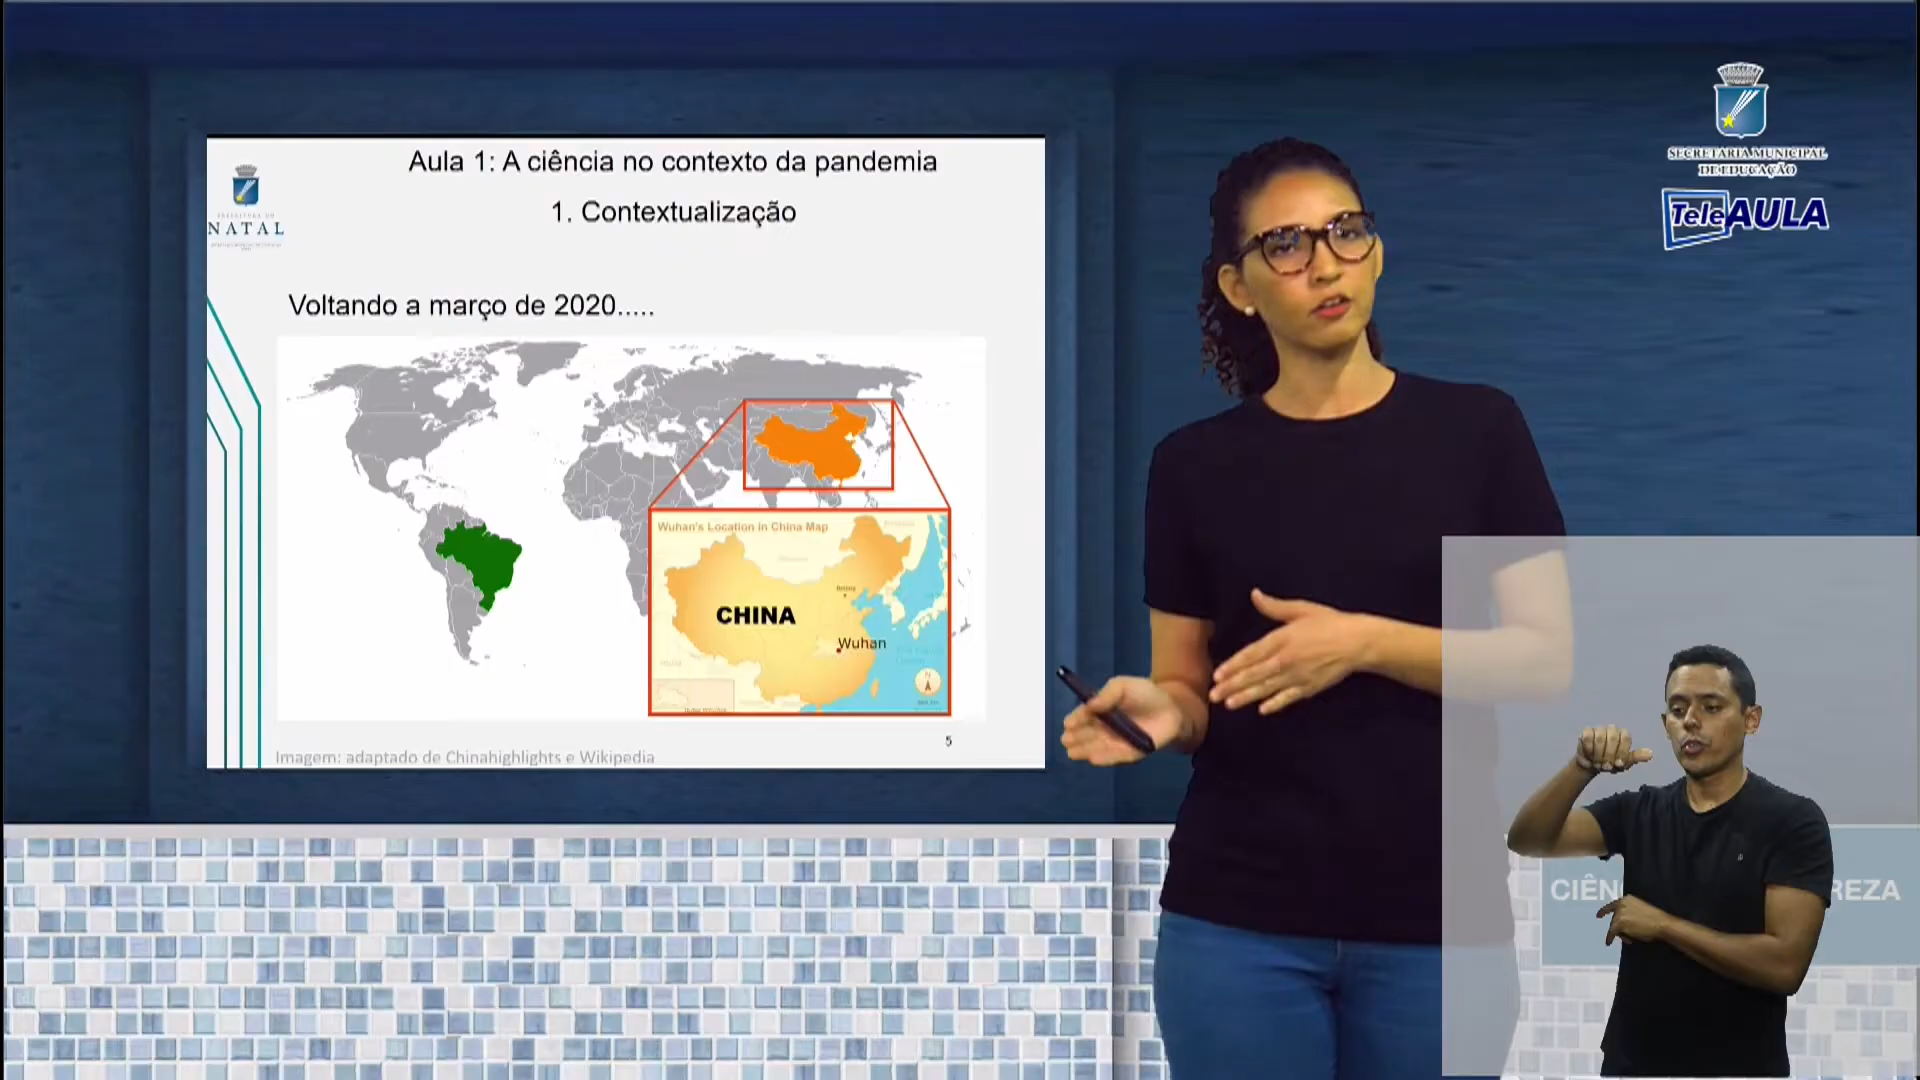 Aula 1: A ciência no contexto da pandemia
1. Contextualização
NATAL
Voltando a março de 2020.....
Wuhan's Location in China Map
Beijing
CHINA
Wuhan
5
Imagem: adaptado de Chinahighlights e Wikipedia
SECRETARIA MUNICIPAL
DE EDUCAÇÃO
TeleAULA
CIÊN
REZA